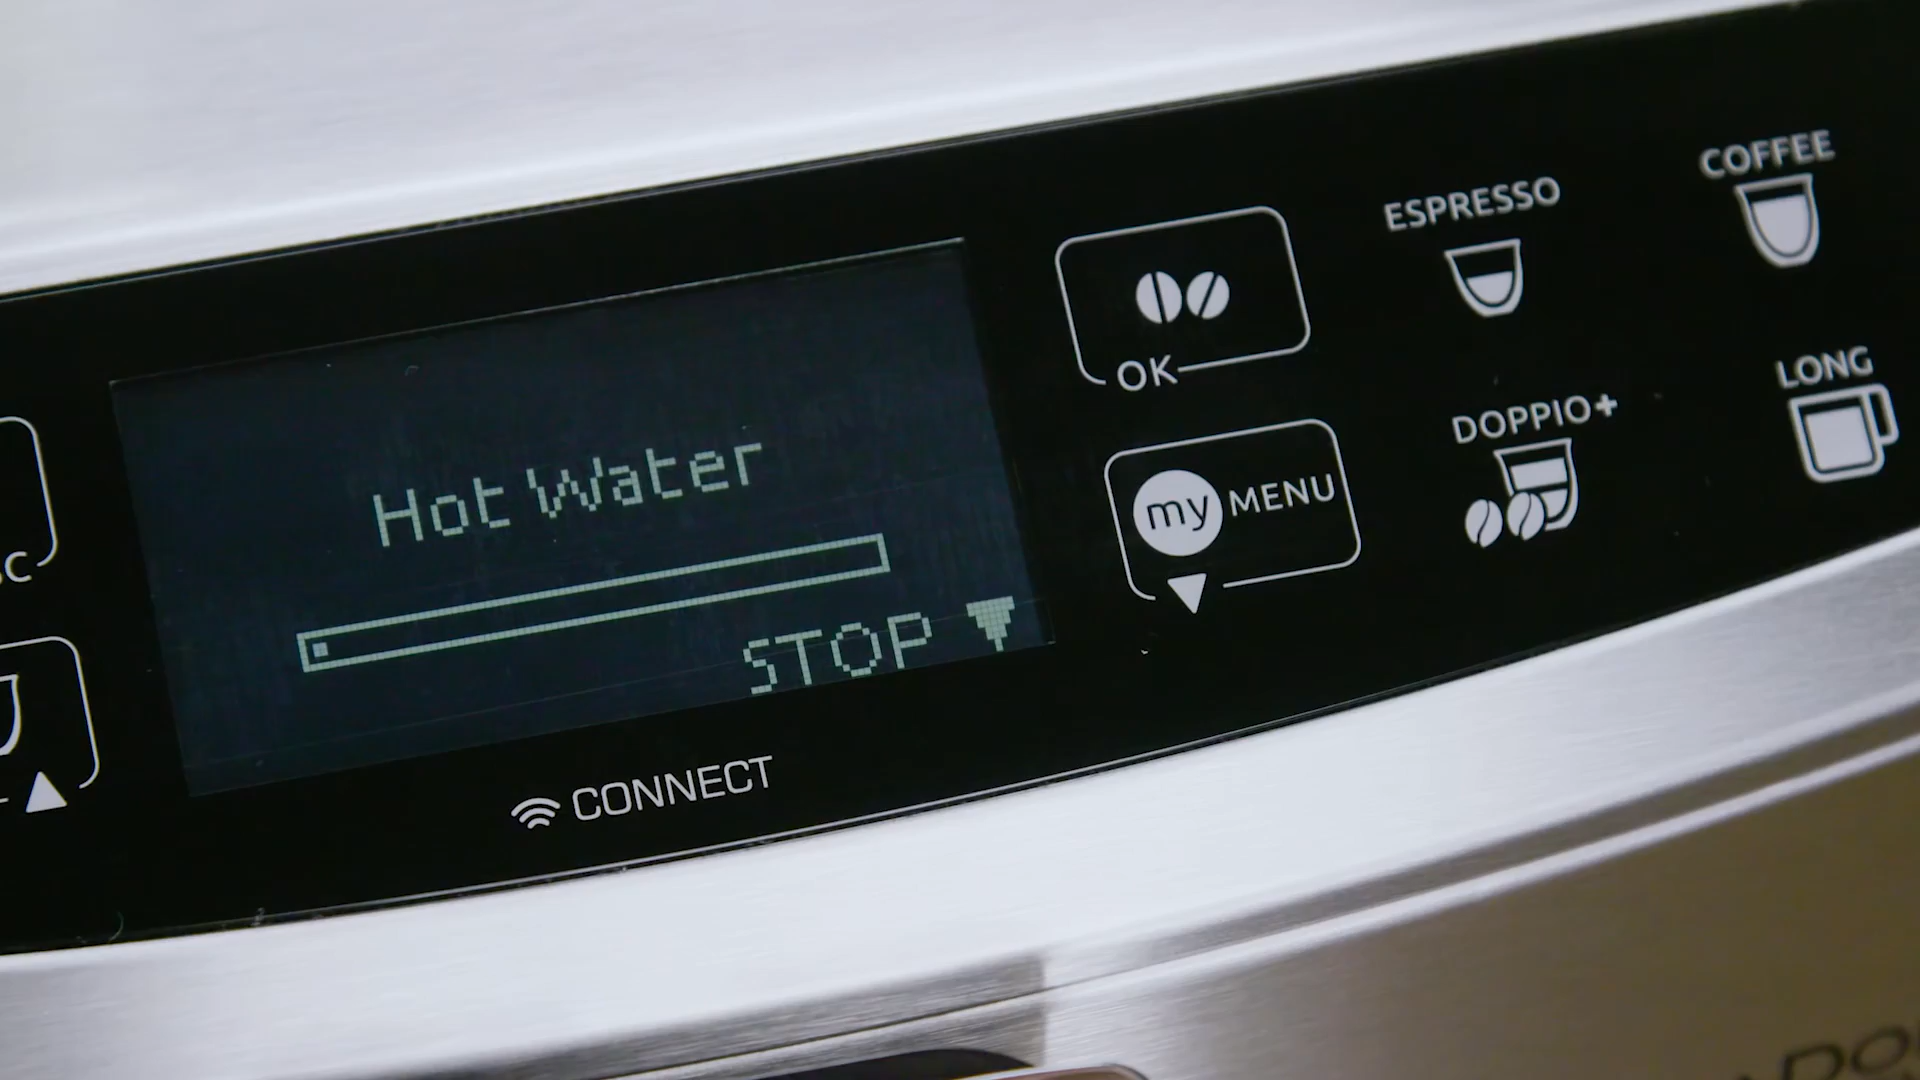 Hot Water
STOP
CONNECT
OK
my MENU
ESPRESSO
COFFEE
DOPPIO+
LONG